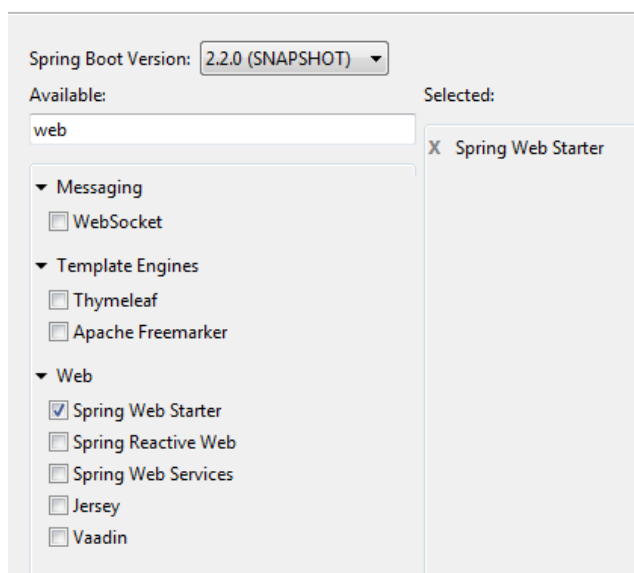 Spring Boot Version: 2.2.0 (SNAPSHOT)
Available:
web
Messaging
WebSocket
Template Engines
Thymeleaf
Apache Freemarker
Web
Spring Web Starter
Spring Reactive Web
Spring Web Services
Jersey
Vaadin
Selected:
X Spring Web Starter